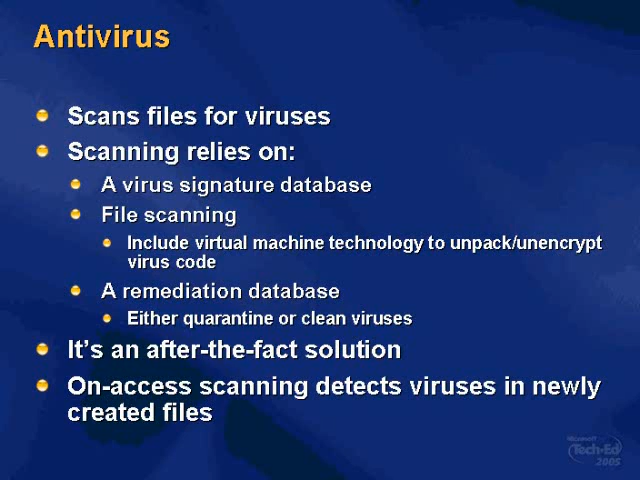 Antivirus
Scans files for viruses
Scanning relies on:
A virus signature database
File scanning
Include virtual machine technology to unpack/unencrypt
virus code
A remediation database
Either quarantine or clean viruses
It's an after-the-fact solution
On-access scanning detects viruses in newly
created files
Microsoft
Tech·Ed
2005